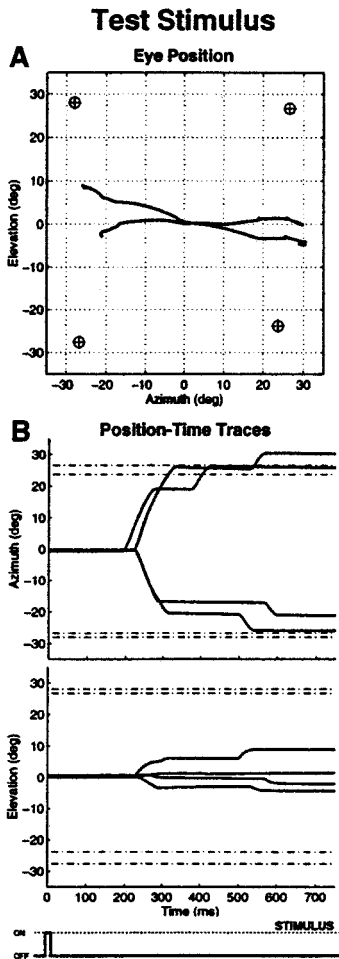 Test Stimulus
A
Eye Position
Elevation (deg)
30
20
10
0
−10
−20
−30
−30 −20 −10 0 10 20 30
Azimuth (deg)
B
Position-Time Traces
Azimuth (deg)
30
20
10
0
−10
−20
−30
Elevation (deg)
30
20
10
0
−10
−20
−30
0 100 200 300 400 500 600 700
Time (ms)
STIMULUS
ON
OFF